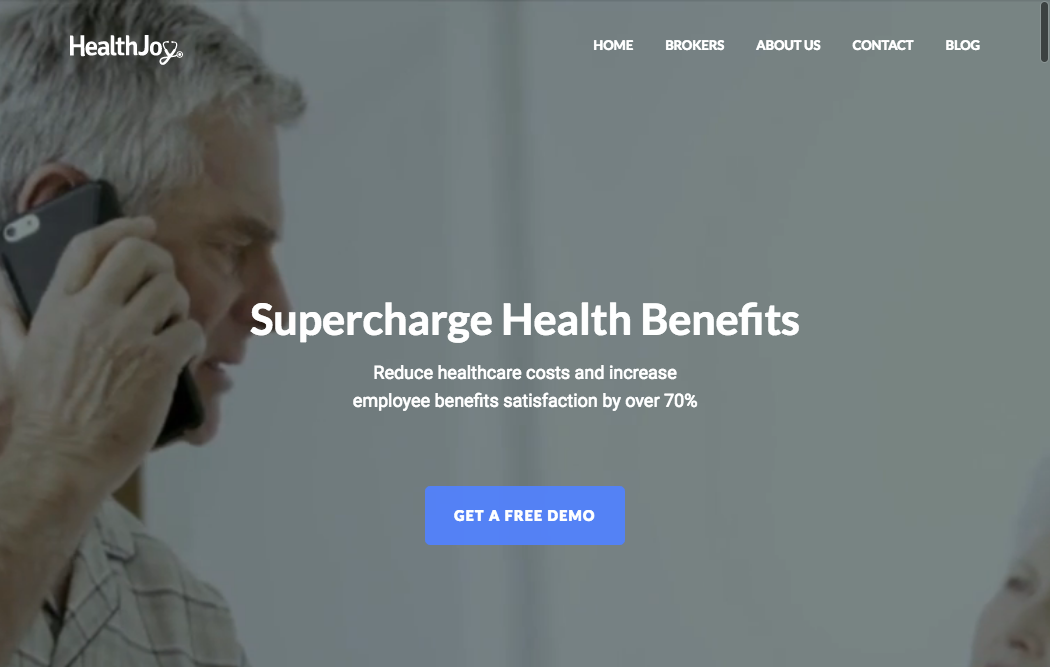 HealthJoy
HOME BROKERS ABOUT US CONTACT BLOG
Supercharge Health Benefits
Reduce healthcare costs and increase
employee benefits satisfaction by over 70%
GET A FREE DEMO